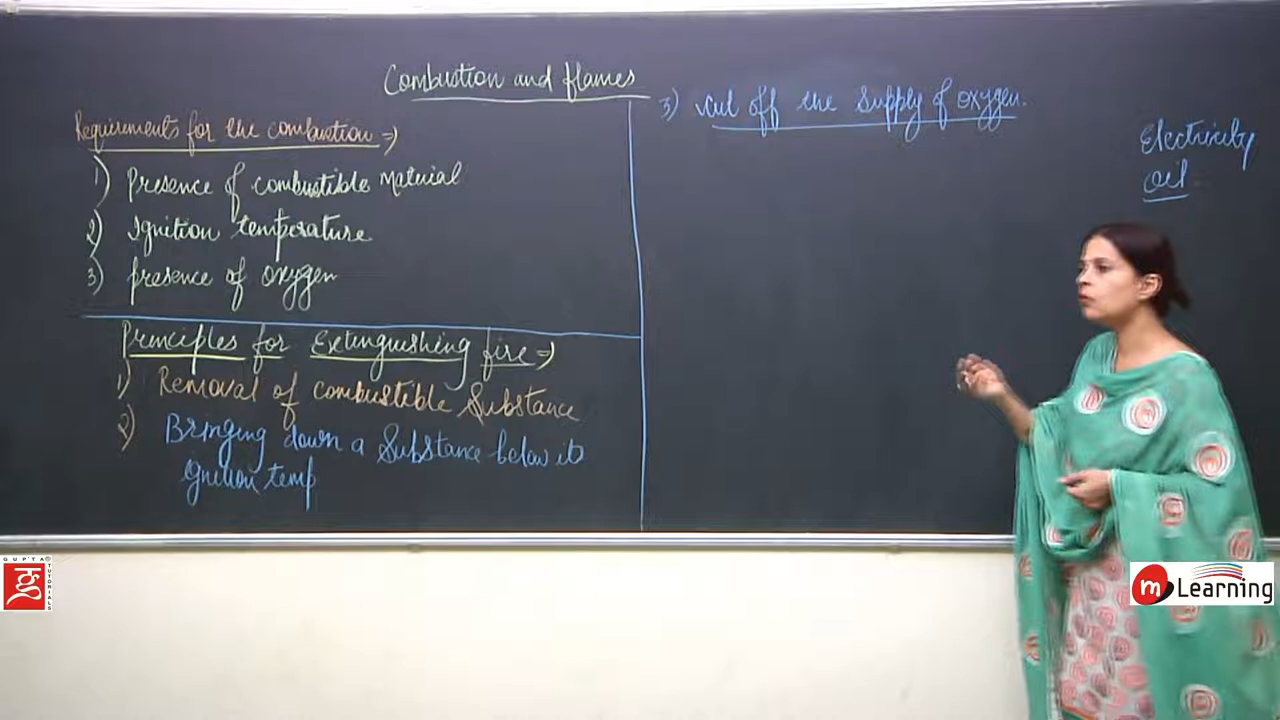 Combustion and flames
Requirements for the combustion →
1) Presence of combustible Material
2) Ignition temperature
3) presence of oxygen
Principles for Extinguishing fire →
1) Removal of combustible Substance
2) Bringing down a Substance below its
ignition temp
3) Cut off the Supply of oxygen.
Electricity
oil
GUPTA
TUTORIALS
m Learning